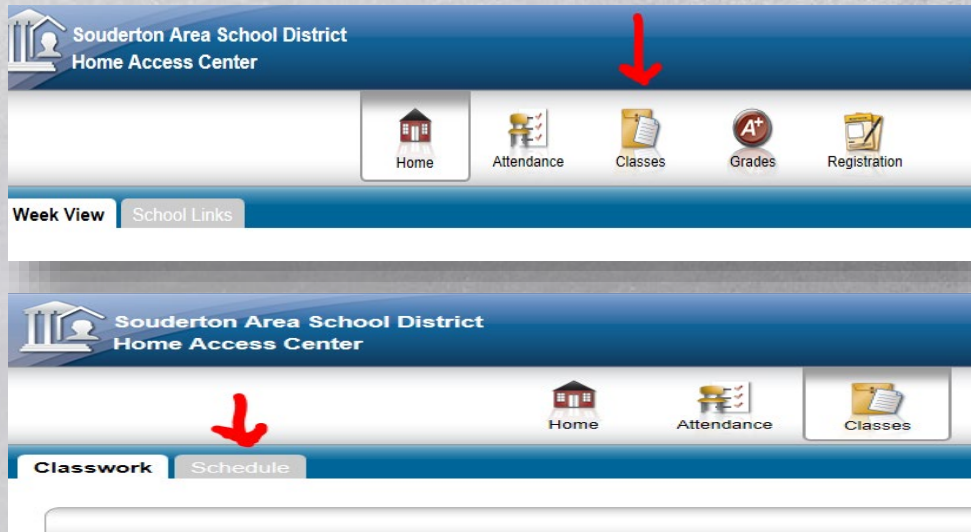 Souderton Area School District
Home Access Center
Home Attendance Classes Grades Registration
Week View School Links
Souderton Area School District
Home Access Center
Home Attendance Classes
Classwork Schedule